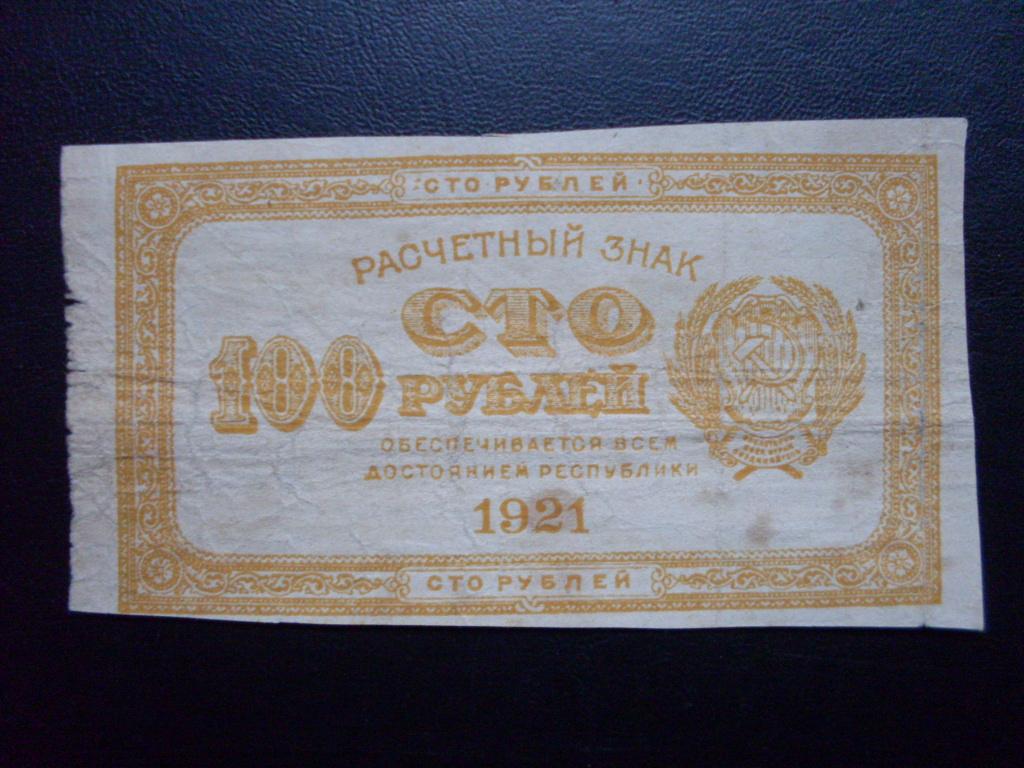 СТО РУБЛЕЙ
РАСЧЕТНЫЙ ЗНАК
100
СТО
РУБЛЕЙ
ОБЕСПЕЧИВАЕТСЯ ВСЕМ
ДОСТОЯНИЕМ РЕСПУБЛИКИ
1921
СТО РУБЛЕЙ